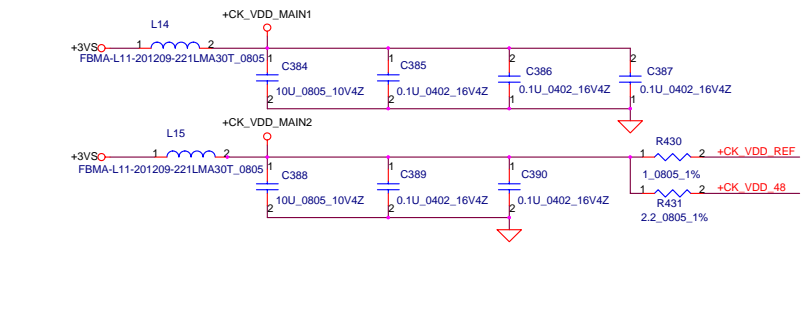 L14
+CK_VDD_MAIN1
+3VS
1
2
FBMA-L11-201209-221LMA30T_0805
1
C384
10U_0805_10V4Z
2
1
C385
0.1U_0402_16V4Z
2
2
C386
0.1U_0402_16V4Z
1
2
C387
0.1U_0402_16V4Z
1
L15
+CK_VDD_MAIN2
+3VS
1
2
FBMA-L11-201209-221LMA30T_0805
1
C388
10U_0805_10V4Z
2
1
C389
0.1U_0402_16V4Z
2
1
C390
0.1U_0402_16V4Z
2
R430
1
2
+CK_VDD_REF
1_0805_1%
1
2
+CK_VDD_48
R431
2.2_0805_1%